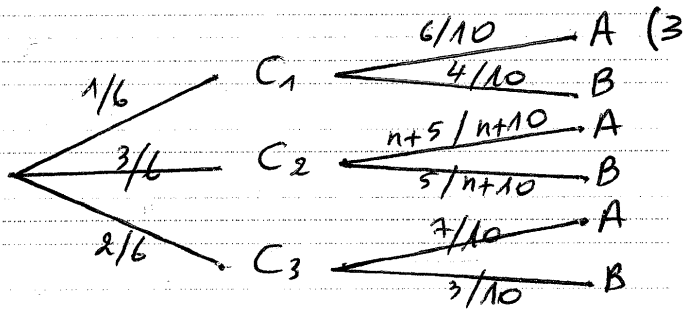 6/10 A (3
1/6 C1 4/10 B
n+5 / n+10 A
3/6 C2 5 / n+10 B
2/6 7/10 A
C3 3/10 B